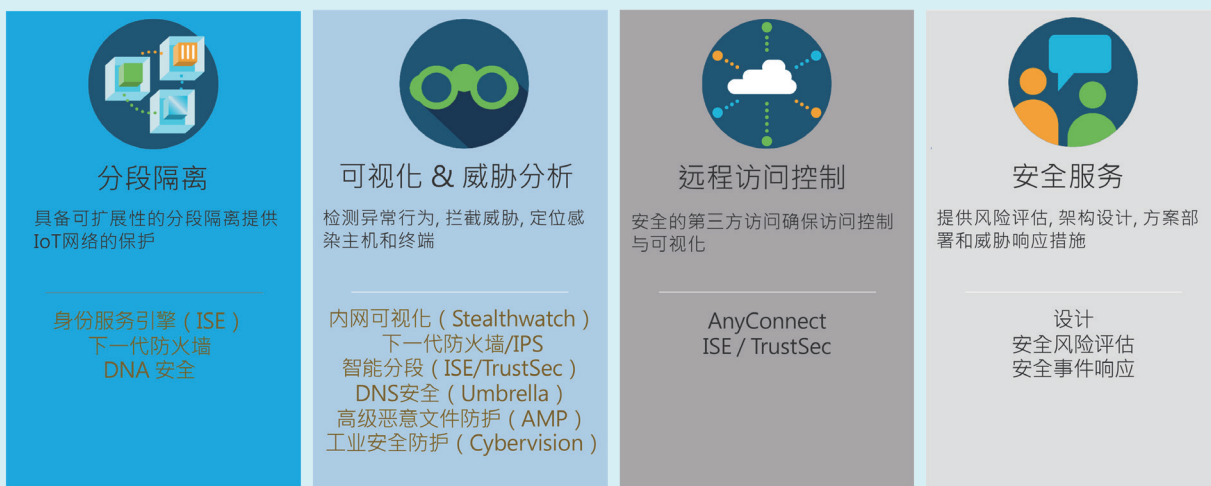 分段隔离
具备可扩展性的分段隔离提供
IoT网络的保护
身份服务引擎 ( ISE )
下一代防火墙
DNA 安全
可视化 & 威胁分析
检测异常行为, 拦截威胁, 定位感
染主机和终端
内网可视化 ( Stealthwatch )
下一代防火墙/IPS
智能分段 ( ISE/TrustSec )
DNS安全 ( Umbrella )
高级恶意文件防护 ( AMP )
工业安全防护 ( Cybervision )
远程访问控制
安全的第三方访问确保访问控制
与可视化
AnyConnect
ISE / TrustSec
安全服务
提供风险评估, 架构设计, 方案部
署和威胁响应措施
设计
安全风险评估
安全事件响应